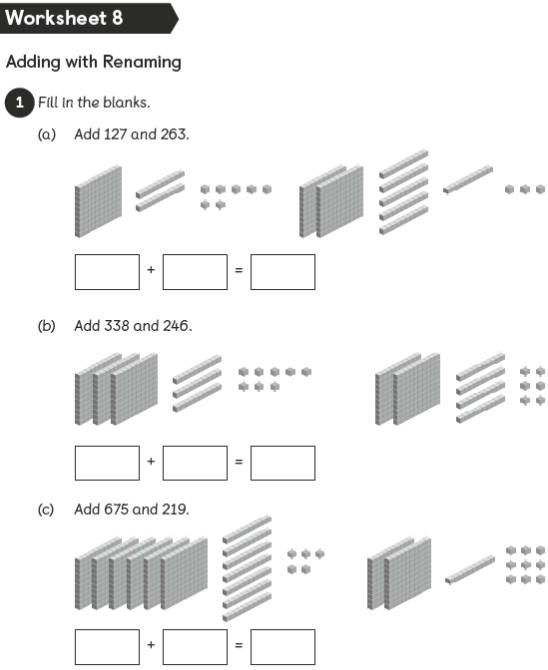 Worksheet 8
Adding with Renaming
1 Fill in the blanks.
(a) Add 127 and 263.
+ =
(b) Add 338 and 246.
+ =
(c) Add 675 and 219.
+ =